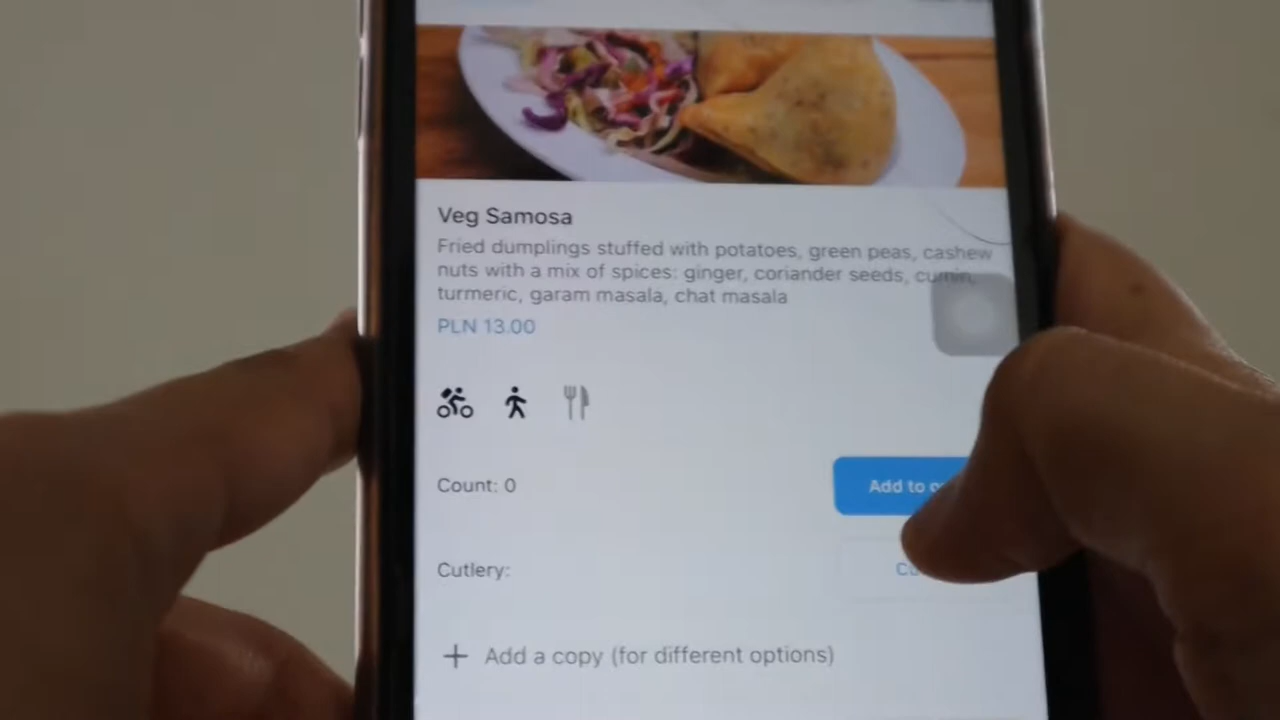 Veg Samosa
Fried dumplings stuffed with potatoes, green peas, cashew
nuts with a mix of spices: ginger, coriander seeds, cumin,
turmeric, garam masala, chat masala
PLN 13.00
Count: 0
Add to
Cutlery:
+ Add a copy (for different options)